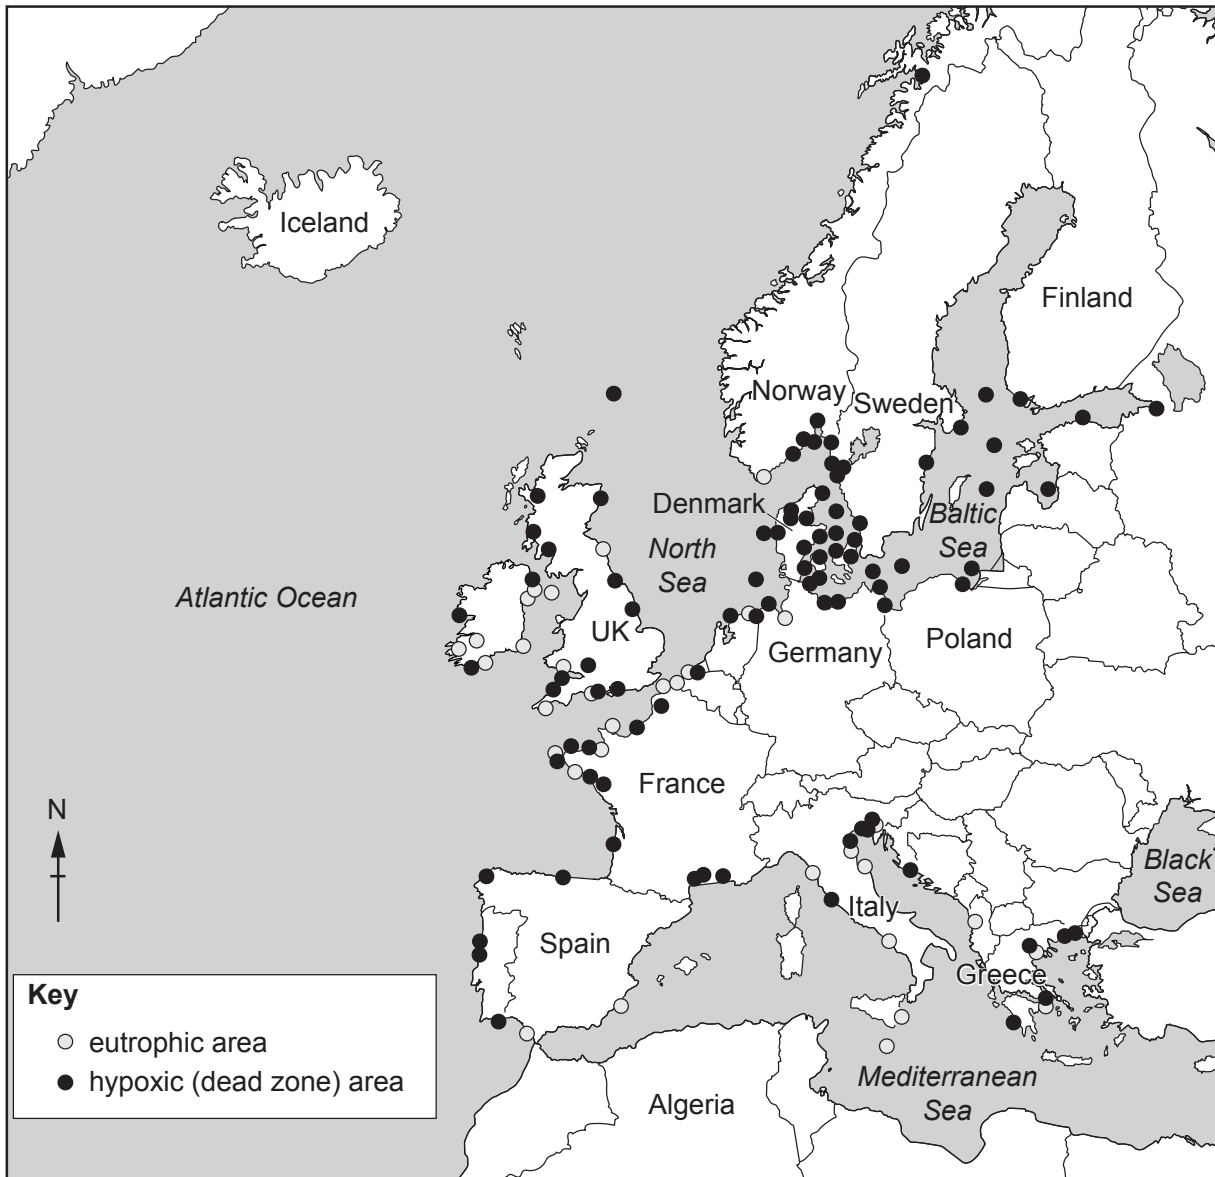 Iceland
Finland
Norway
Sweden
Denmark
Baltic
Sea
North
Sea
Atlantic Ocean
UK
Poland
Germany
France
N
Black
Sea
Italy
Spain
Greece
Key
eutrophic area
hypoxic (dead zone) area
Mediterranean
Sea
Algeria